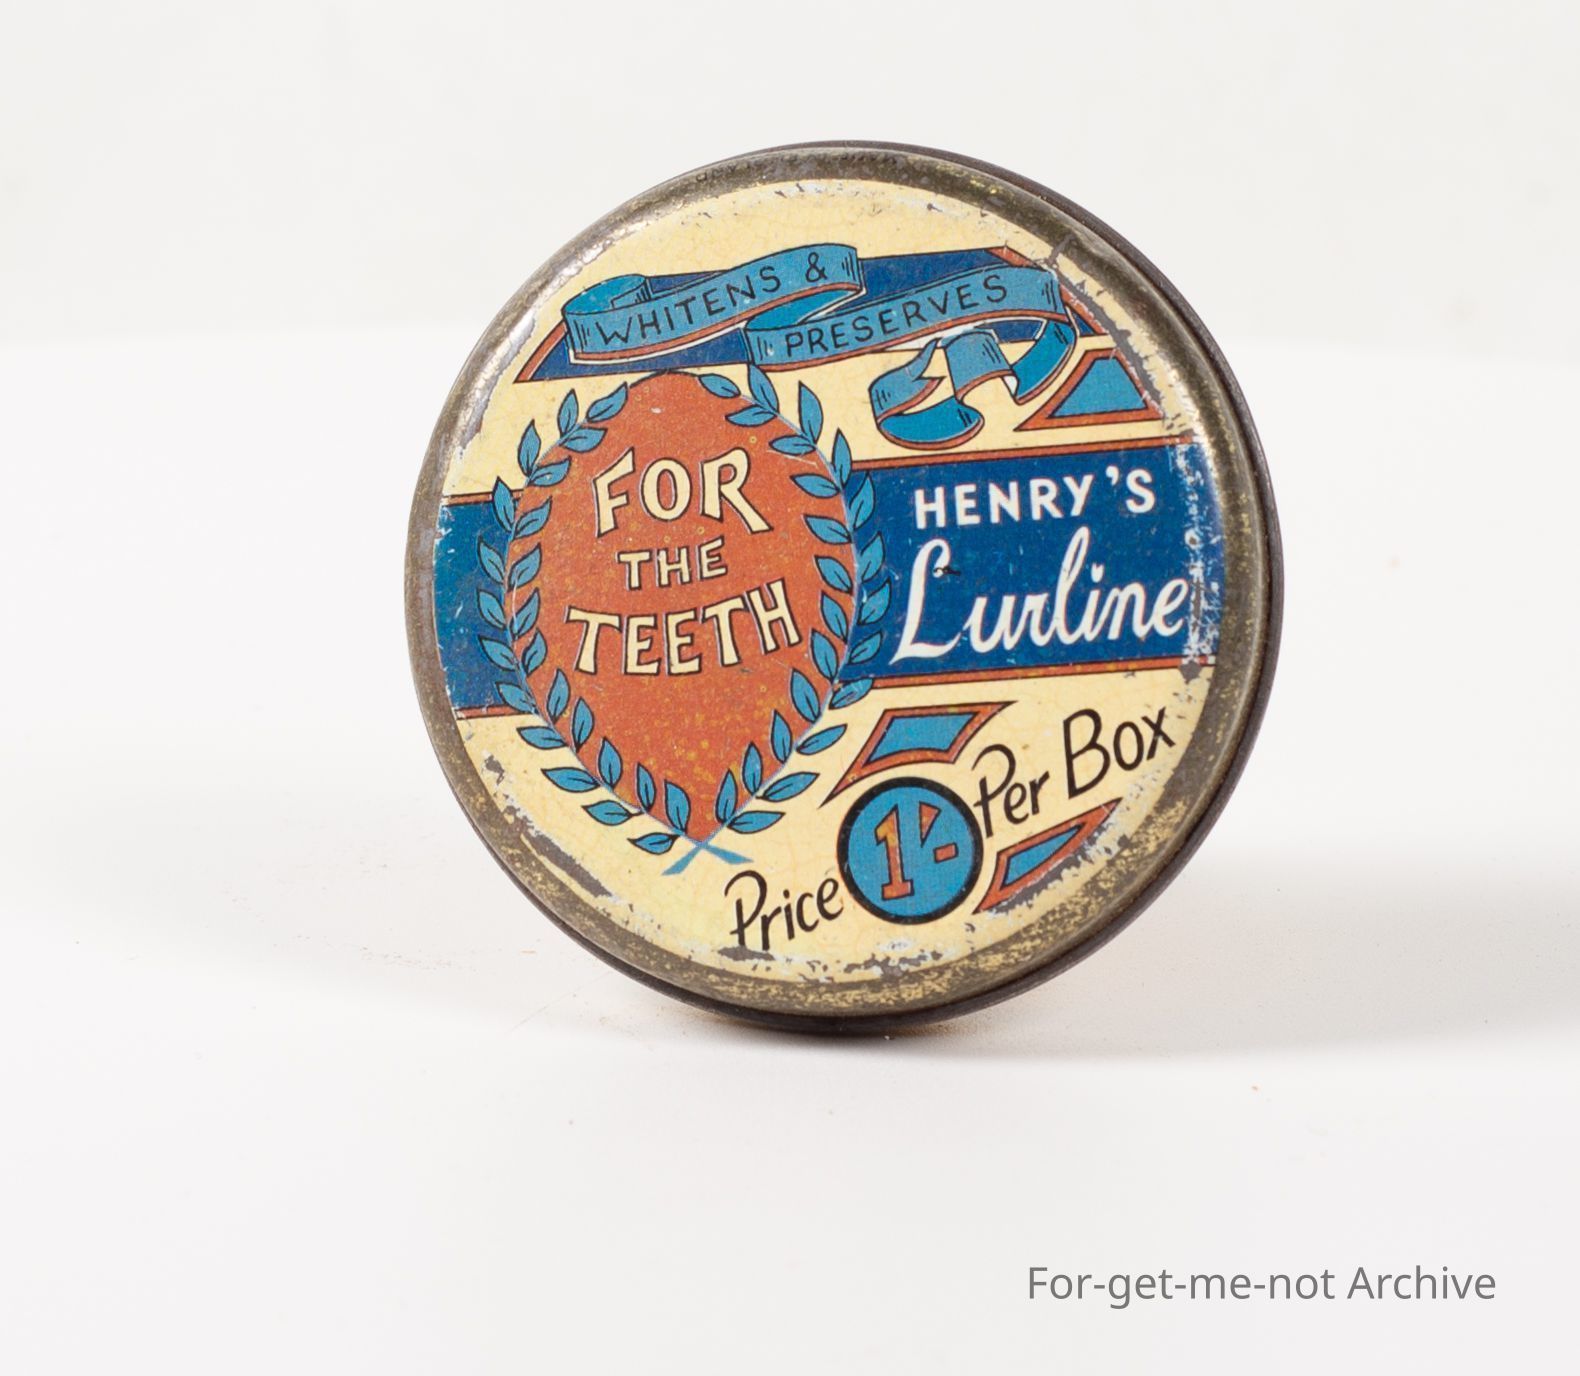 WHITENS &
PRESERVES
FOR
THE
TEETH
HENRY'S
Lurline
Price 1/- Per Box
For-get-me-not Archive